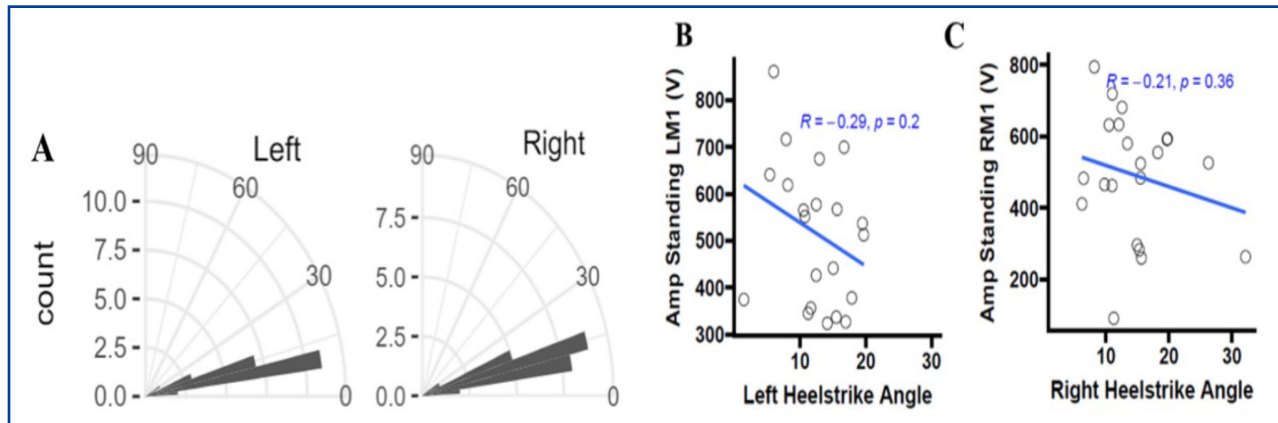 A
Left
90
60
30
0
10.0
7.5
5.0
2.5
0.0
count
Right
90
60
30
0
7.5
5.0
2.5
0.0
B
R = −0.29, p = 0.2
800
700
600
500
400
300
Amp Standing LM1 (V)
10 20 30
Left Heelstrike Angle
C
R = −0.21, p = 0.36
800
600
400
200
Amp Standing RM1 (V)
10 20 30
Right Heelstrike Angle